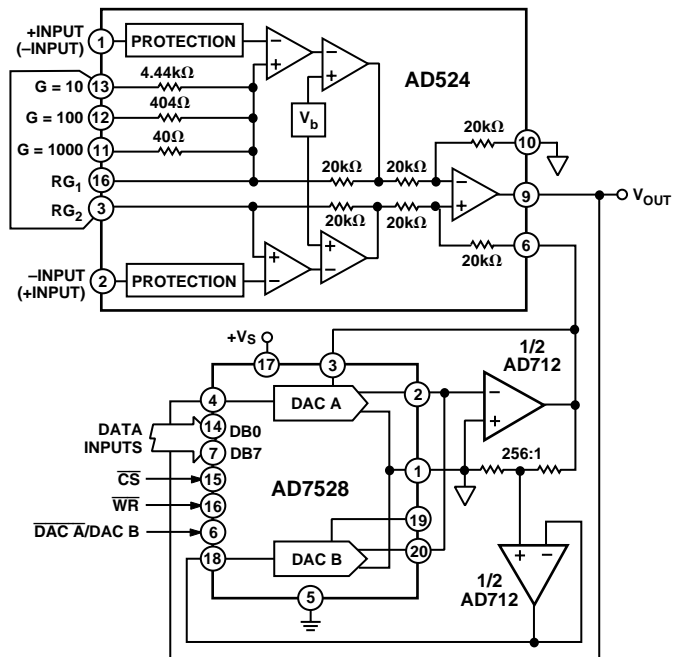 +INPUT
(–INPUT)
1
PROTECTION
–
+
–
+
AD524
G = 10
13
4.44kΩ
G = 100
12
404Ω
Vb
G = 1000
11
40Ω
20kΩ
10
RG1
16
20kΩ
20kΩ
–
+
9
VOUT
RG2
3
20kΩ
20kΩ
6
20kΩ
+
–
+
–
–INPUT
(+INPUT)
2
PROTECTION
+VS
17
3
1/2
AD712
4
DAC A
2
–
+
DATA
INPUTS
14
DB0
7
DB7
1
256:1
CS
15
AD7528
WR
16
19
DAC A/DAC B
6
18
DAC B
20
+
–
1/2
AD712
5